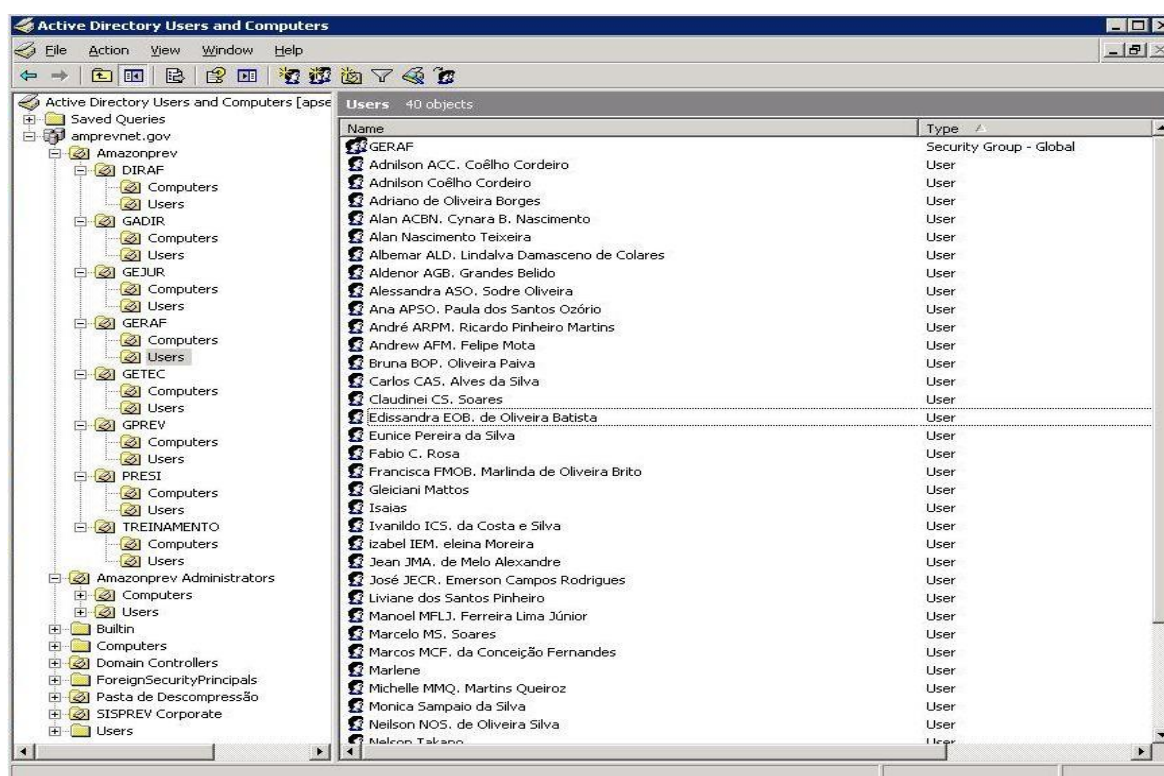 Active Directory Users and Computers
File Action View Window Help
Active Directory Users and Computers [apse
Saved Queries
amprevnet.gov
Amazonprev
DIRAF
Computers
Users
GADIR
Computers
Users
GEJUR
Computers
Users
GERAF
Computers
Users
GETEC
Computers
Users
GPREV
Computers
Users
PRESI
Computers
Users
TREINAMENTO
Computers
Users
Amazonprev Administrators
Computers
Users
Builtin
Computers
Domain Controllers
ForeignSecurityPrincipals
Pasta de Descompressão
SISPREV Corporate
Users
Users 40 objects
Name Type
GERAF Security Group - Global
Adnilson ACC. Coêlho Cordeiro User
Adnilson Coêlho Cordeiro User
Adriano de Oliveira Borges User
Alan ACBN. Cynara B. Nascimento User
Alan Nascimento Teixeira User
Albemar ALD. Lindalva Damasceno de Colares User
Aldenor AGB. Grandes Belido User
Alessandra ASO. Sodre Oliveira User
Ana APSO. Paula dos Santos Ozório User
André ARPM. Ricardo Pinheiro Martins User
Andrew AFM. Felipe Mota User
Bruna BOP. Oliveira Paiva User
Carlos CAS. Alves da Silva User
Claudinei CS. Soares User
Edissandra EOB. de Oliveira Batista User
Eunice Pereira da Silva User
Fabio C. Rosa User
Francisca FMOB. Marlinda de Oliveira Brito User
Gleiciani Mattos User
Isaias User
Ivanildo ICS. da Costa e Silva User
izabel IEM. eleina Moreira User
Jean JMA. de Melo Alexandre User
José JECR. Emerson Campos Rodrigues User
Liviane dos Santos Pinheiro User
Manoel MFLJ. Ferreira Lima Júnior User
Marcelo MS. Soares User
Marcos MCF. da Conceição Fernandes User
Marlene User
Michelle MMQ. Martins Queiroz User
Monica Sampaio da Silva User
Neilson NOS. de Oliveira Silva User
Nelson Takano User